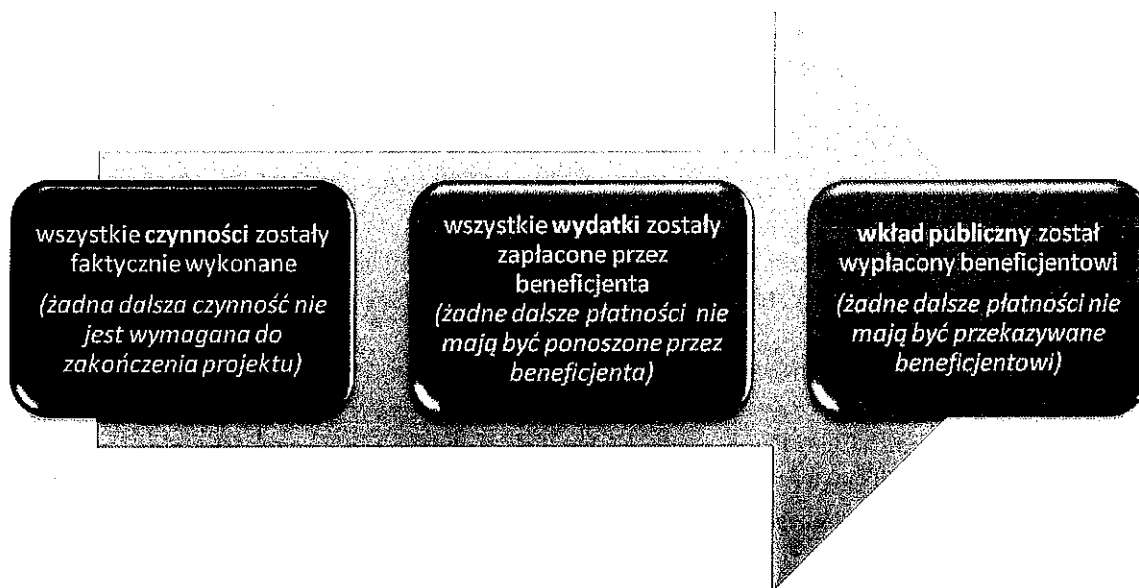 wszystkie czynności zostały
faktycznie wykonane
(żadna dalsza czynność nie
jest wymagana do
zakończenia projektu)
wszystkie wydatki zostały
zapłacone przez
beneficjenta
(żadne dalsze płatności nie
mają być ponoszone przez
beneficjenta)
wkład publiczny został
wypłacony beneficjentowi
(żadne dalsze płatności nie
mają być przekazywane
beneficjentowi)